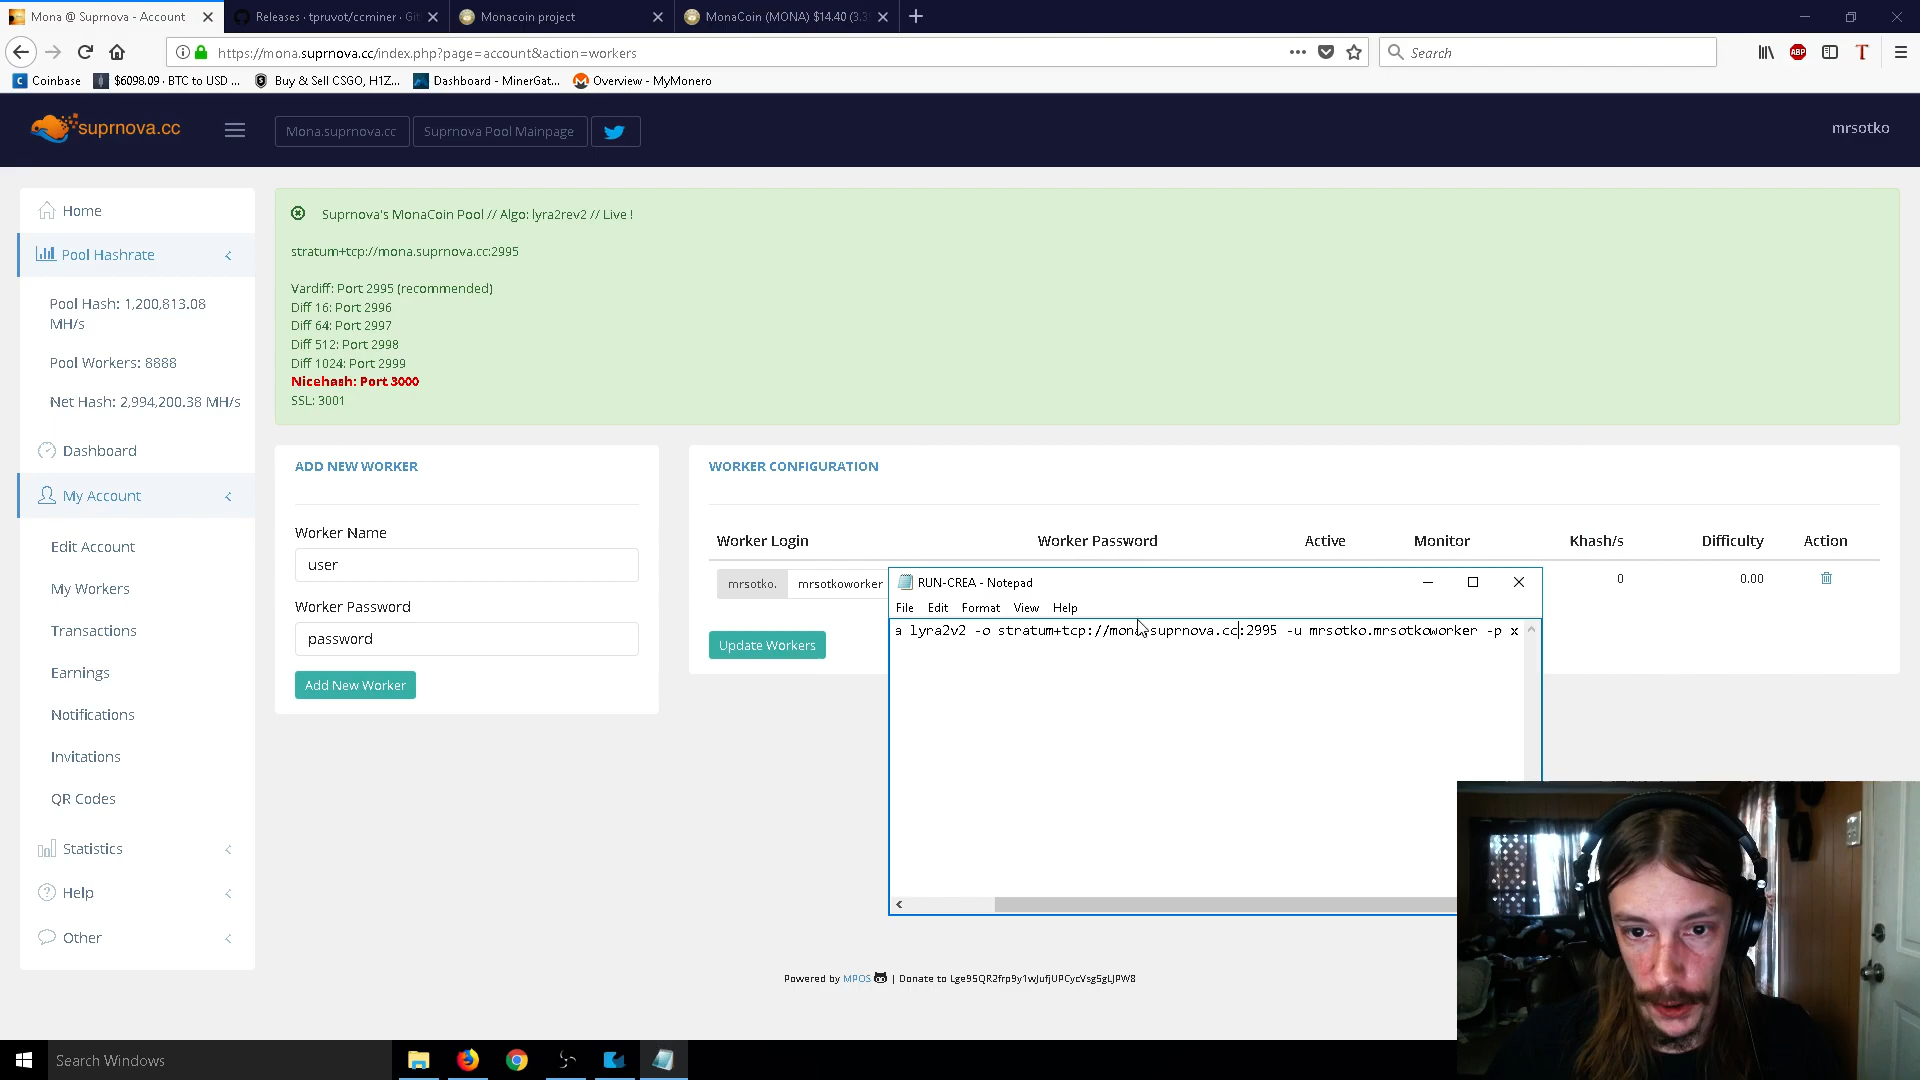 Mona @ Suprnova - Account
Releases · tpruvot/ccminer · Git
Monacoin project
MonaCoin (MONA) $14.40 (3.3
https://mona.suprnova.cc/index.php?page=account&action=workers
Search
ABP
T
Coinbase
$6098.09 · BTC to USD ...
Buy & Sell CSGO, H1Z...
Dashboard - MinerGat...
Overview - MyMonero
suprnova.cc
Mona.suprnova.cc
Suprnova Pool Mainpage
mrsotko
Home
Pool Hashrate
Pool Hash: 1,200,813.08
MH/s
Pool Workers: 8888
Net Hash: 2,994,200.38 MH/s
Dashboard
My Account
Edit Account
My Workers
Transactions
Earnings
Notifications
Invitations
QR Codes
Statistics
Help
Other
Suprnova's MonaCoin Pool // Algo: lyra2rev2 // Live !
stratum+tcp://mona.suprnova.cc:2995
Vardiff: Port 2995 (recommended)
Diff 16: Port 2996
Diff 64: Port 2997
Diff 512: Port 2998
Diff 1024: Port 2999
Nicehash: Port 3000
SSL: 3001
ADD NEW WORKER
Worker Name
user
Worker Password
password
Add New Worker
WORKER CONFIGURATION
Worker Login
Worker Password
Active
Monitor
Khash/s
Difficulty
Action
mrsotko.
mrsotkoworker
0
0.00
Update Workers
RUN-CREA - Notepad
File
Edit
Format
View
Help
a lyra2v2 -o stratum+tcp://mona.suprnova.cc:2995 -u mrsotko.mrsotkoworker -p x
Powered by MPOS | Donate to
Search Windows